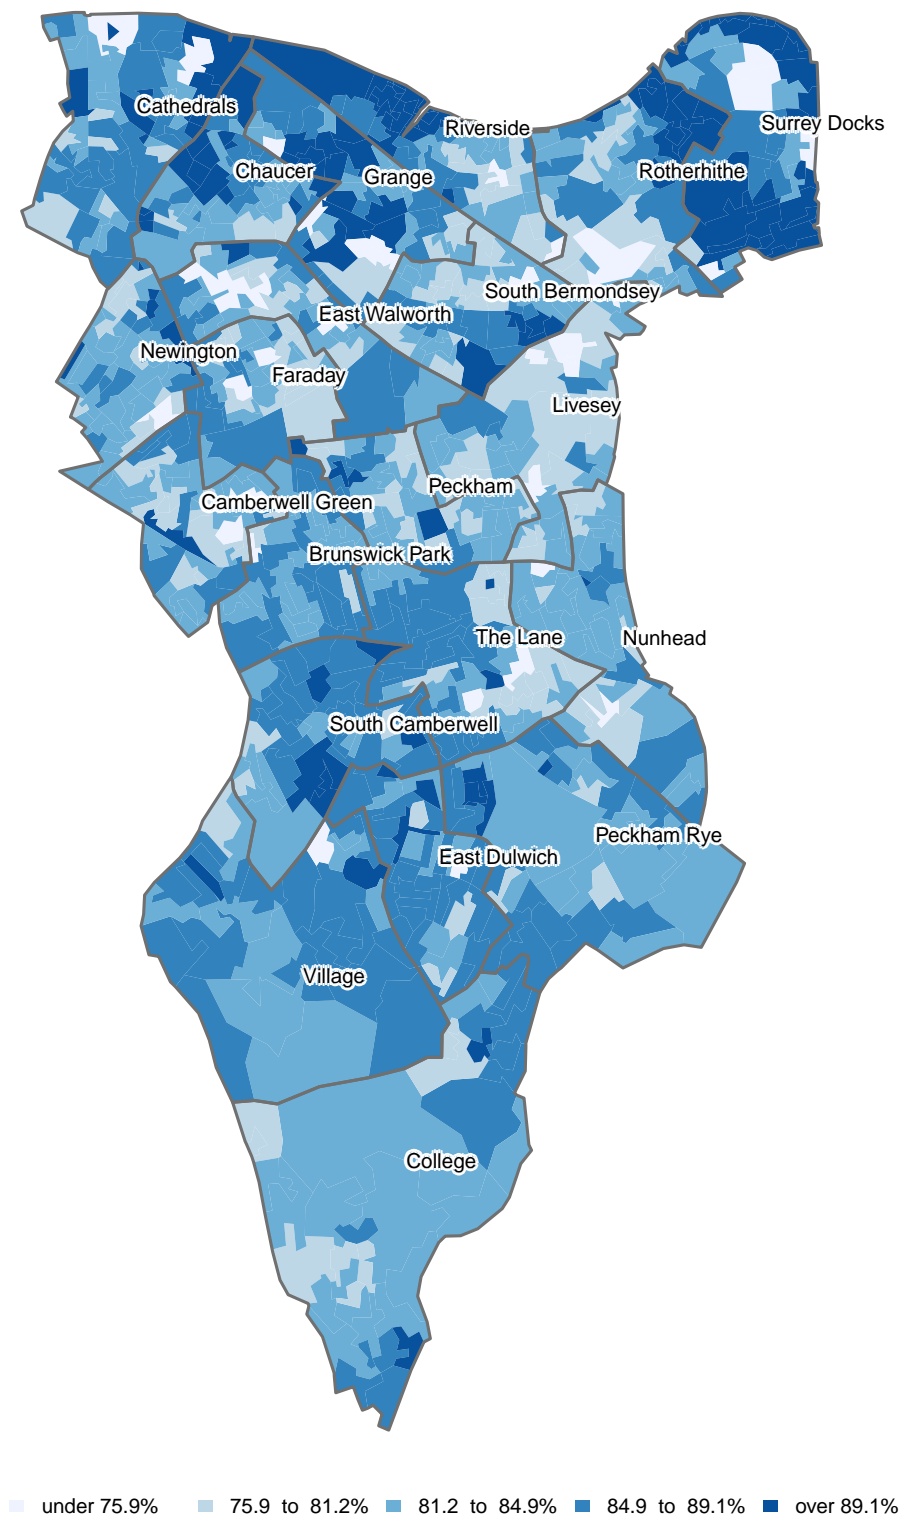 Cathedrals
Surrey Docks
Riverside
Chaucer
Grange
Rotherhithe
South Bermondsey
East Walworth
Newington
Faraday
Livesey
Peckham
Camberwell Green
Brunswick Park
The Lane
Nunhead
South Camberwell
Peckham Rye
East Dulwich
Village
College
under 75.9% 75.9 to 81.2% 81.2 to 84.9% 84.9 to 89.1% over 89.1%